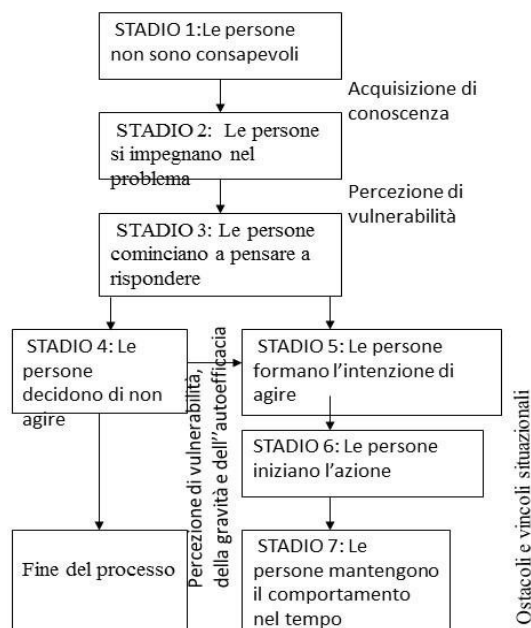 STADIO 1:Le persone
non sono consapevoli
Acquisizione di
conoscenza
STADIO 2: Le persone
si impegnano nel
problema
Percezione di
vulnerabilità
STADIO 3: Le persone
cominciano a pensare a
rispondere
STADIO 4: Le
persone
decidono di non
agire
Percezione di vulnerabilità,
della gravità e dell''autoefficacia
STADIO 5: Le persone
formano l'intenzione di
agire
STADIO 6: Le persone
iniziano l'azione
Fine del processo
STADIO 7: Le
persone mantengono
il comportamento
nel tempo
Ostacoli e vincoli situazionali